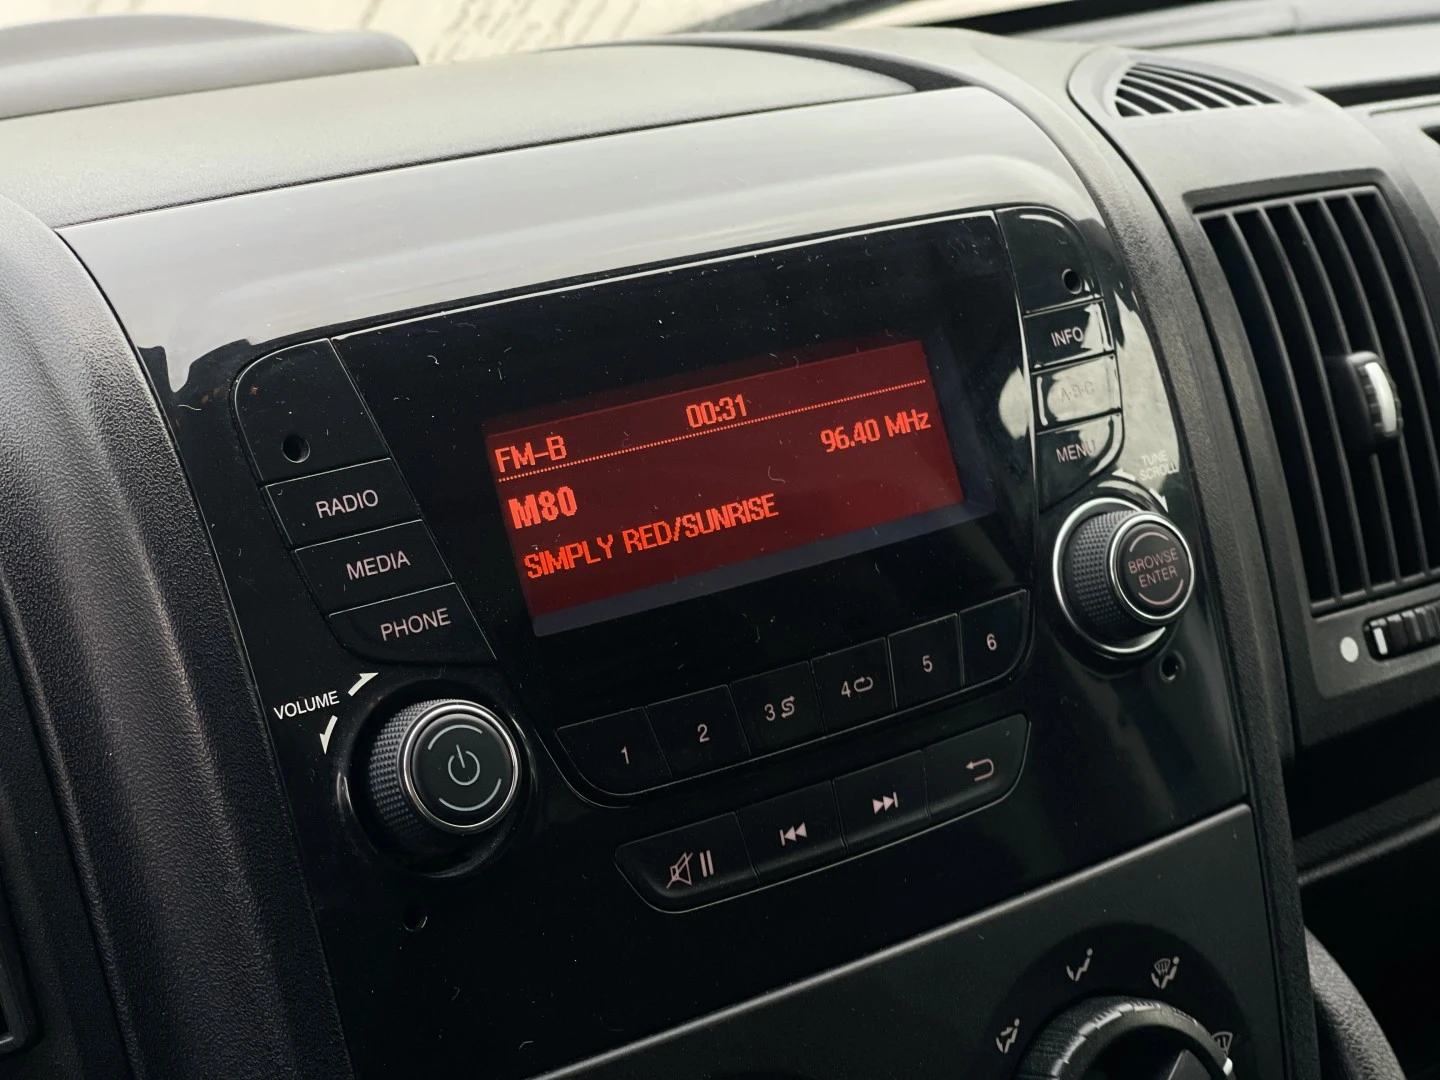 00:31
FM-B
96.40 MHz
M80
SIMPLY RED/SUNRISE
RADIO
MEDIA
PHONE
VOLUME
INFO
A-B-C
MENU
TUNE
SCROLL
BROWSE
ENTER
1
2
3
4
5
6